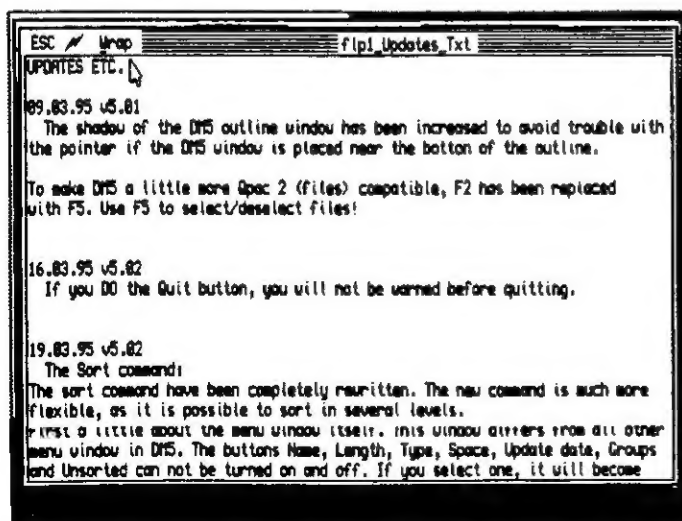 ESC Wrap flp1_Updates_Txt
UPDATES ETC.
09.03.95 v5.01
The shadow of the DM5 outline window has been increased to avoid trouble with
the pointer if the DM5 window is placed near the bottom of the outline.
To make DM5 a little more Qpac 2 (files) compatible, F2 has been replaced
with F5. Use F5 to select/deselect files!
16.03.95 v5.02
If you DO the Quit button, you will not be warned before quitting.
19.03.95 v5.02
The Sort command:
The sort command have been completely rewritten. The new command is much more
flexible, as it is possible to sort in several levels.
First a little about the menu window itself. This window differs from all other
menu window in DM5. The buttons Name, Length, Type, Space, Update date, Groups
and Unsorted can not be turned on and off. If you select one, it will become